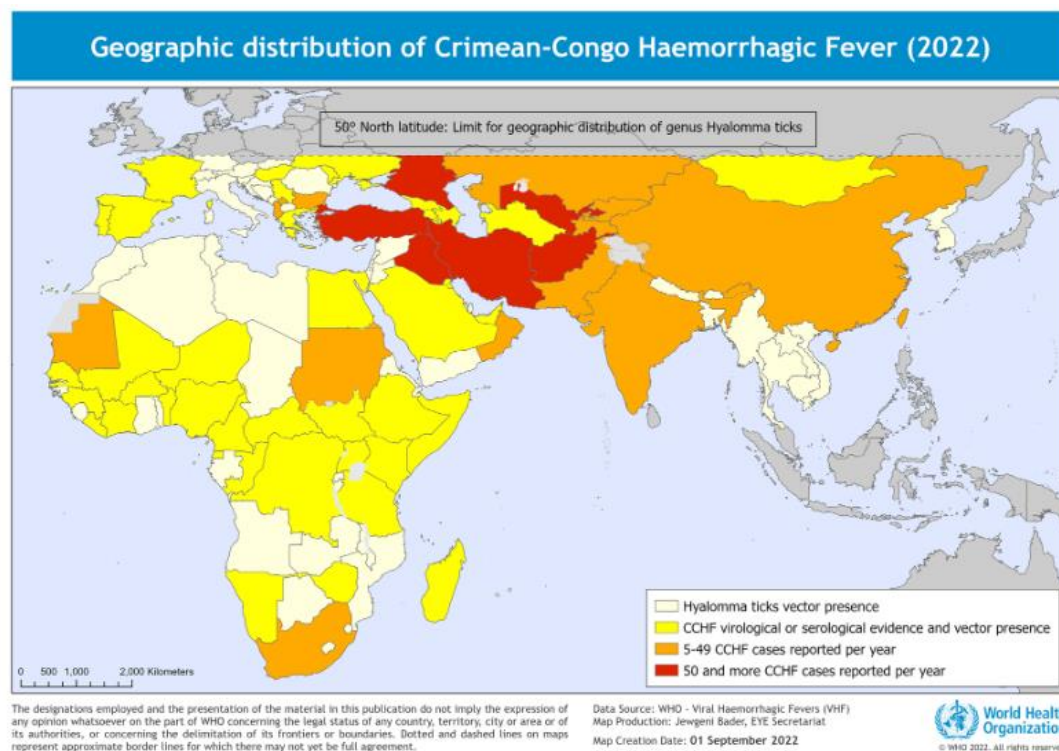 Geographic distribution of Crimean-Congo Haemorrhagic Fever (2022)
50° North latitude: Limit for geographic distribution of genus Hyalomma ticks
Hyalomma ticks vector presence
CCHF virological or serological evidence and vector presence
5-49 CCHF cases reported per year
50 and more CCHF cases reported per year
0 500 1,000 2,000 Kilometers
The designations employed and the presentation of the material in this publication do not imply the expression of
any opinion whatsoever on the part of WHO concerning the legal status of any country, territory, city or area or of
its authorities, or concerning the delimitation of its frontiers or boundaries. Dotted and dashed lines on maps
represent approximate border lines for which there may not yet be full agreement.
Data Source: WHO - Viral Haemorrhagic Fevers (VHF)
Map Production: Jewgeni Bader, EYE Secretariat
Map Creation Date: 01 September 2022
World Healt
Organizatio
© WHO 2022. All rights reser